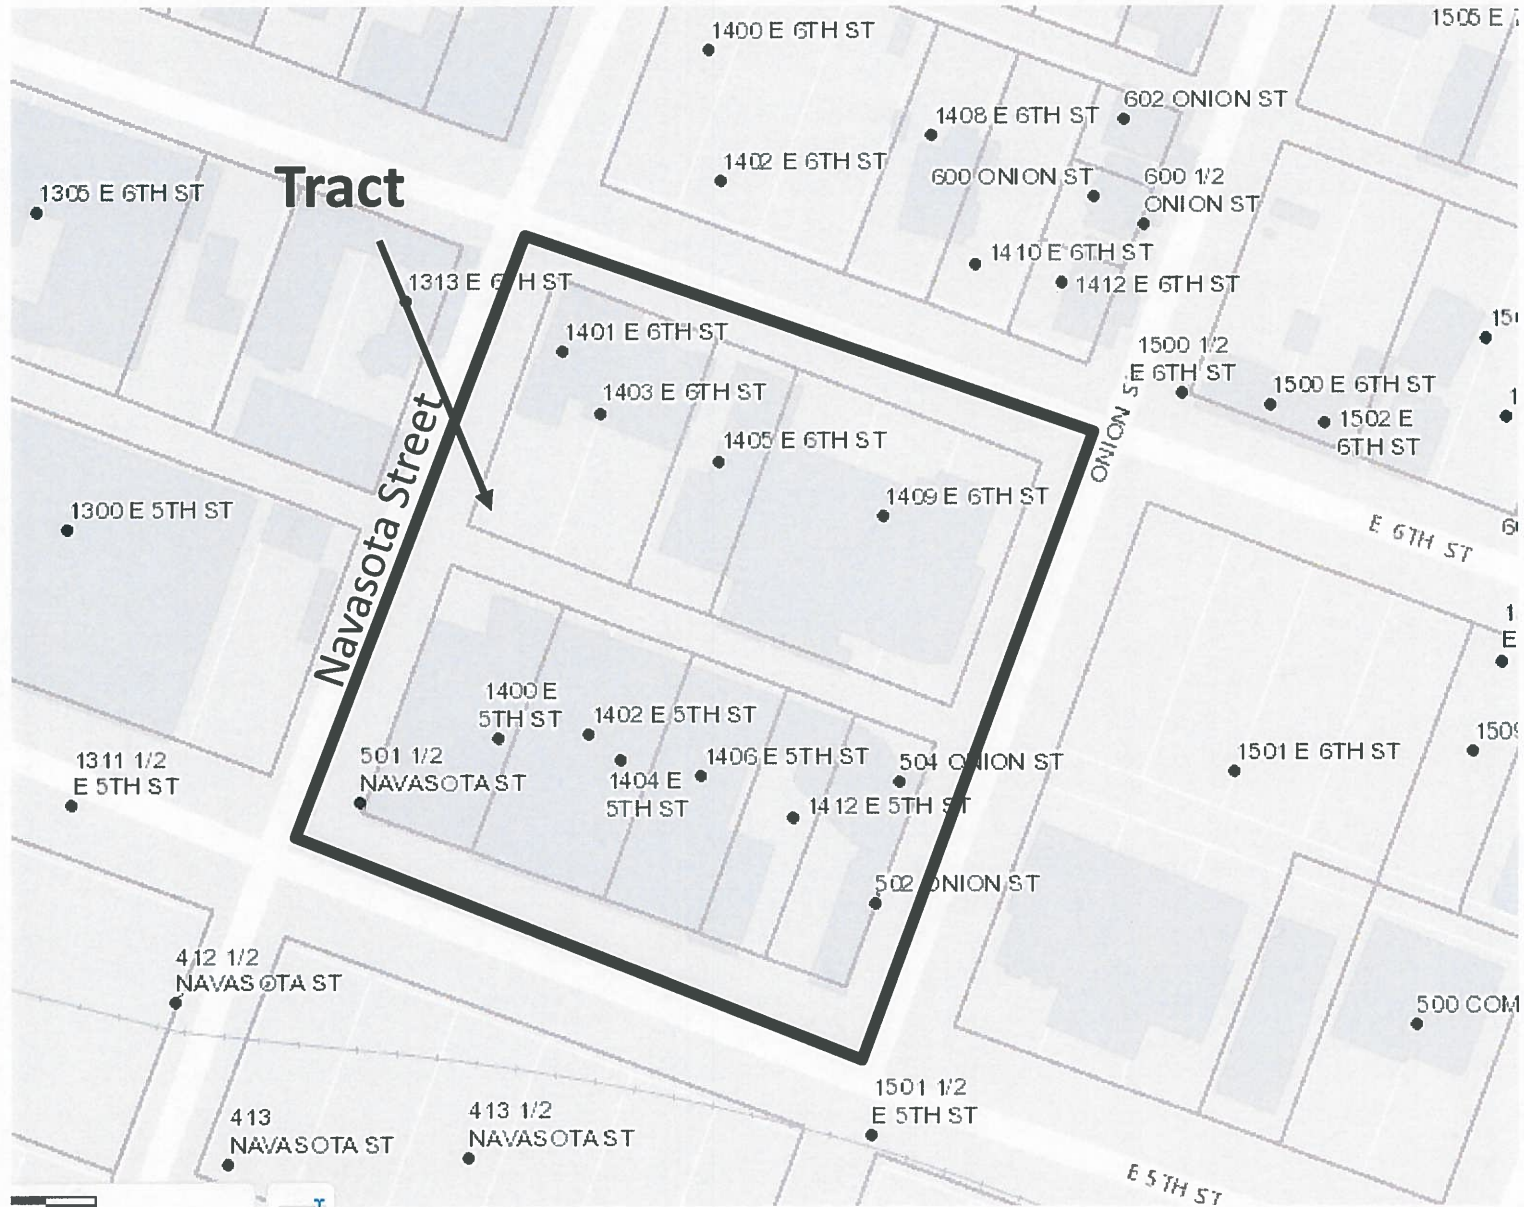 1400 E 6TH ST
1505 E
602 ONION ST
1408 E 6TH ST
1402 E 6TH ST
600 ONION ST
600 1/2
ONION ST
Tract
1305 E 6TH ST
1410 E 6TH ST
1412 E 6TH ST
1313 E 6TH ST
1401 E 6TH ST
1500 1/2
E 6TH ST
1403 E 6TH ST
1500 E 6TH ST
1502 E
6TH ST
ONION ST
1405 E 6TH ST
1409 E 6TH ST
Navasota Street
1300 E 5TH ST
E 6TH ST
1400 E
5TH ST
1402 E 5TH ST
501 1/2
NAVASOTA ST
1404 E
5TH ST
1406 E 5TH ST
504 ONION ST
1412 E 5TH ST
1501 E 6TH ST
1509
1311 1/2
E 5TH ST
502 ONION ST
412 1/2
NAVASOTA ST
500 COM
1501 1/2
E 5TH ST
413
NAVASOTA ST
413 1/2
NAVASOTA ST
E 5TH ST